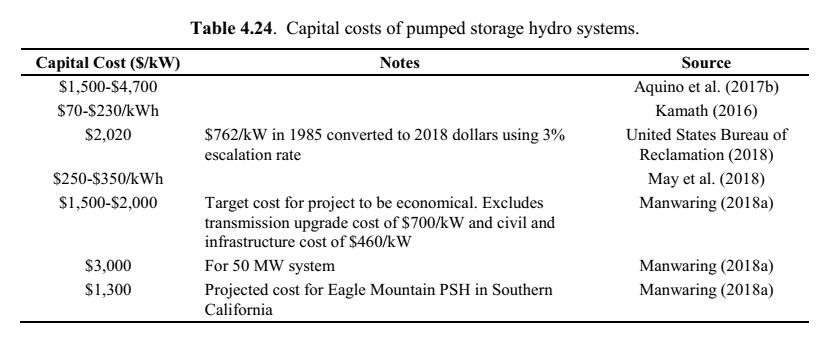 Table 4.24. Capital costs of pumped storage hydro systems.
Capital Cost ($/kW) Notes Source
$1,500-$4,700 Aquino et al. (2017b)
$70-$230/kWh Kamath (2016)
$2,020 $762/kW in 1985 converted to 2018 dollars using 3% United States Bureau of
escalation rate Reclamation (2018)
$250-$350/kWh May et al. (2018)
$1,500-$2,000 Target cost for project to be economical. Excludes Manwaring (2018a)
transmission upgrade cost of $700/kW and civil and
infrastructure cost of $460/kW
$3,000 For 50 MW system Manwaring (2018a)
$1,300 Projected cost for Eagle Mountain PSH in Southern Manwaring (2018a)
California